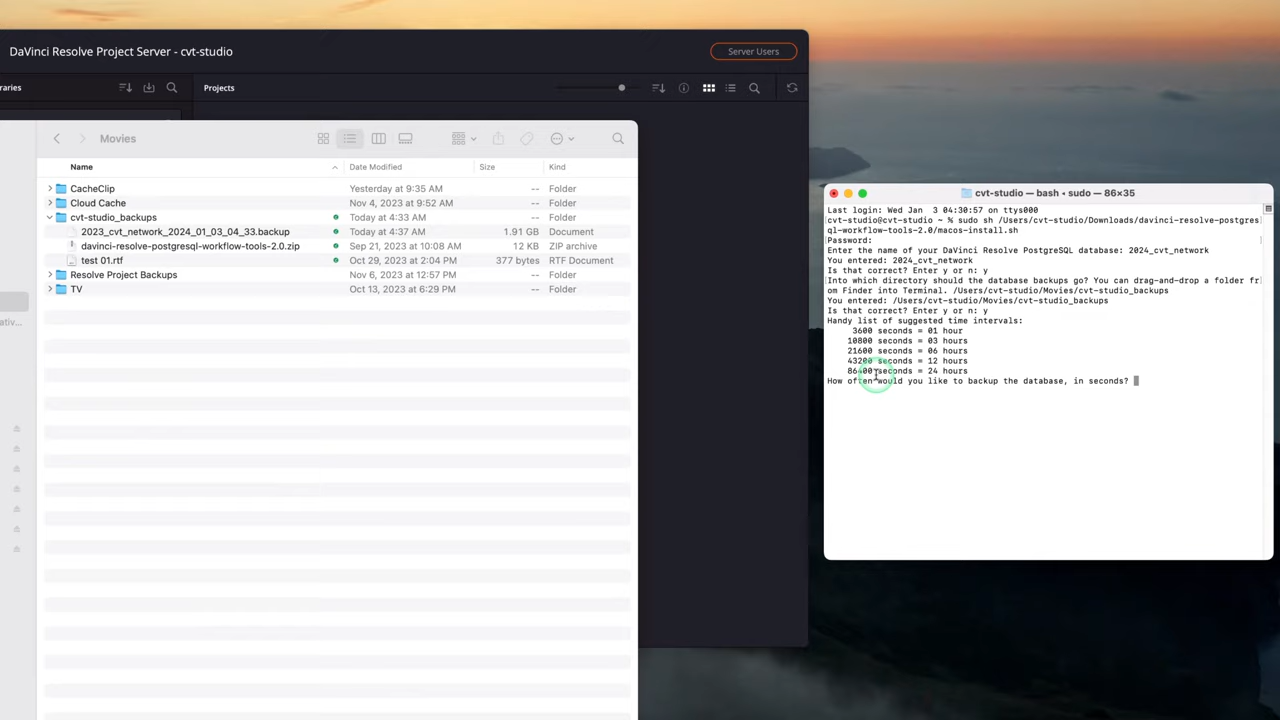 DaVinci Resolve Project Server - cvt-studio
Server Users
aries
Projects
Movies
Name
Date Modified
Size
Kind
CacheClip
Yesterday at 9:35 AM
--
Folder
Cloud Cache
Nov 4, 2023 at 9:52 AM
--
Folder
cvt-studio_backups
Today at 4:33 AM
--
Folder
2023_cvt_network_2024_01_03_04_33.backup
Today at 4:37 AM
1.91 GB
Document
davinci-resolve-postgresql-workflow-tools-2.0.zip
Sep 21, 2023 at 10:08 AM
12 KB
ZIP archive
test 01.rtf
Oct 29, 2023 at 2:04 PM
377 bytes
RTF Document
Resolve Project Backups
Nov 6, 2023 at 12:57 PM
--
Folder
TV
Oct 13, 2023 at 6:29 PM
--
Folder
ativ...
cvt-studio — bash ◂ sudo — 86×35
Last login: Wed Jan  3 04:30:57 on ttys000
cvt-studio@cvt-studio ~ % sudo sh /Users/cvt-studio/Downloads/davinci-resolve-postgres
ql-workflow-tools-2.0/macos-install.sh
Password:
Enter the name of your DaVinci Resolve PostgreSQL database: 2024_cvt_network
You entered: 2024_cvt_network
Is that correct? Enter y or n: y
Into which directory should the database backups go? You can drag-and-drop a folder fr
om Finder into Terminal. /Users/cvt-studio/Movies/cvt-studio_backups
You entered: /Users/cvt-studio/Movies/cvt-studio_backups
Is that correct? Enter y or n: y
Handy list of suggested time intervals:
3600 seconds = 01 hour
10800 seconds = 03 hours
21600 seconds = 06 hours
43200 seconds = 12 hours
86400 seconds = 24 hours
How often would you like to backup the database, in seconds?